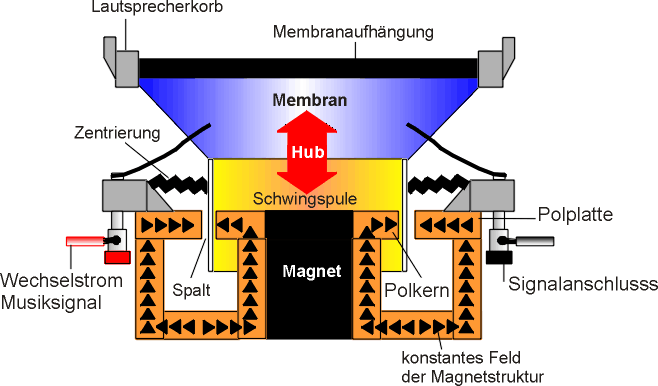 Lautsprecherkorb
Membranaufhängung
Membran
Zentrierung
Hub
Schwingspule
Polplatte
Magnet
Wechselstrom
Musiksignal
Spalt
Polkern
Signalanschlusss
konstantes Feld
der Magnetstruktur